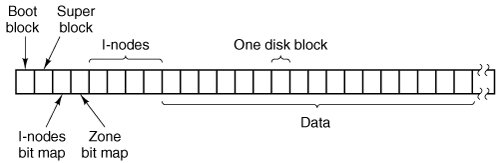 Boot
block
Super
block
I-nodes
One disk block
I-nodes
bit map
Zone
bit map
Data